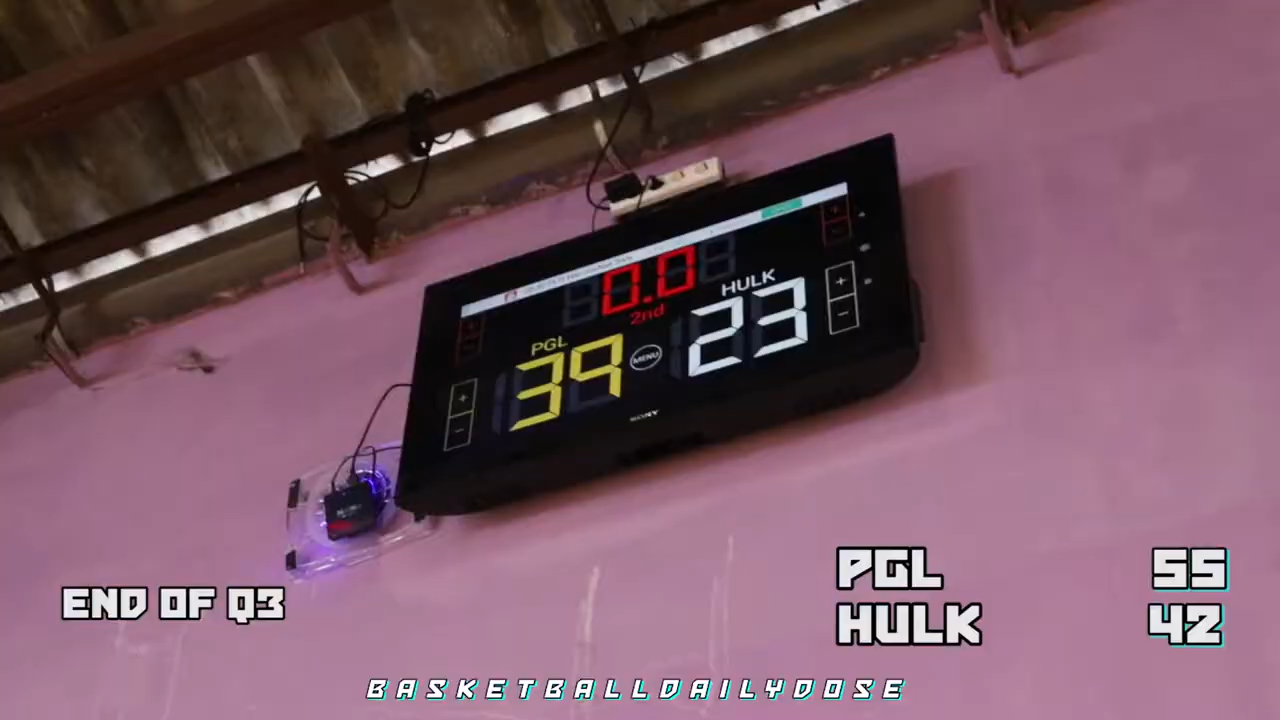 0.0
2nd
PGL
HULK
39
MENU
23
+
-
+
-
SONY
END OF Q3
PGL 55
HULK 42
BASKETBALLDAILYDOSE